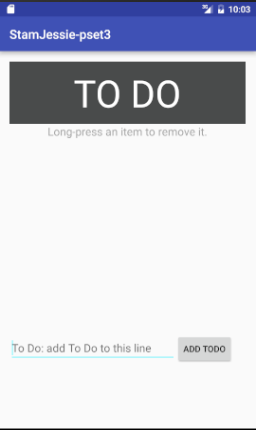 10:03
StamJessie-pset3
TO DO
Long-press an item to remove it.
To Do: add To Do to this line ADD TODO